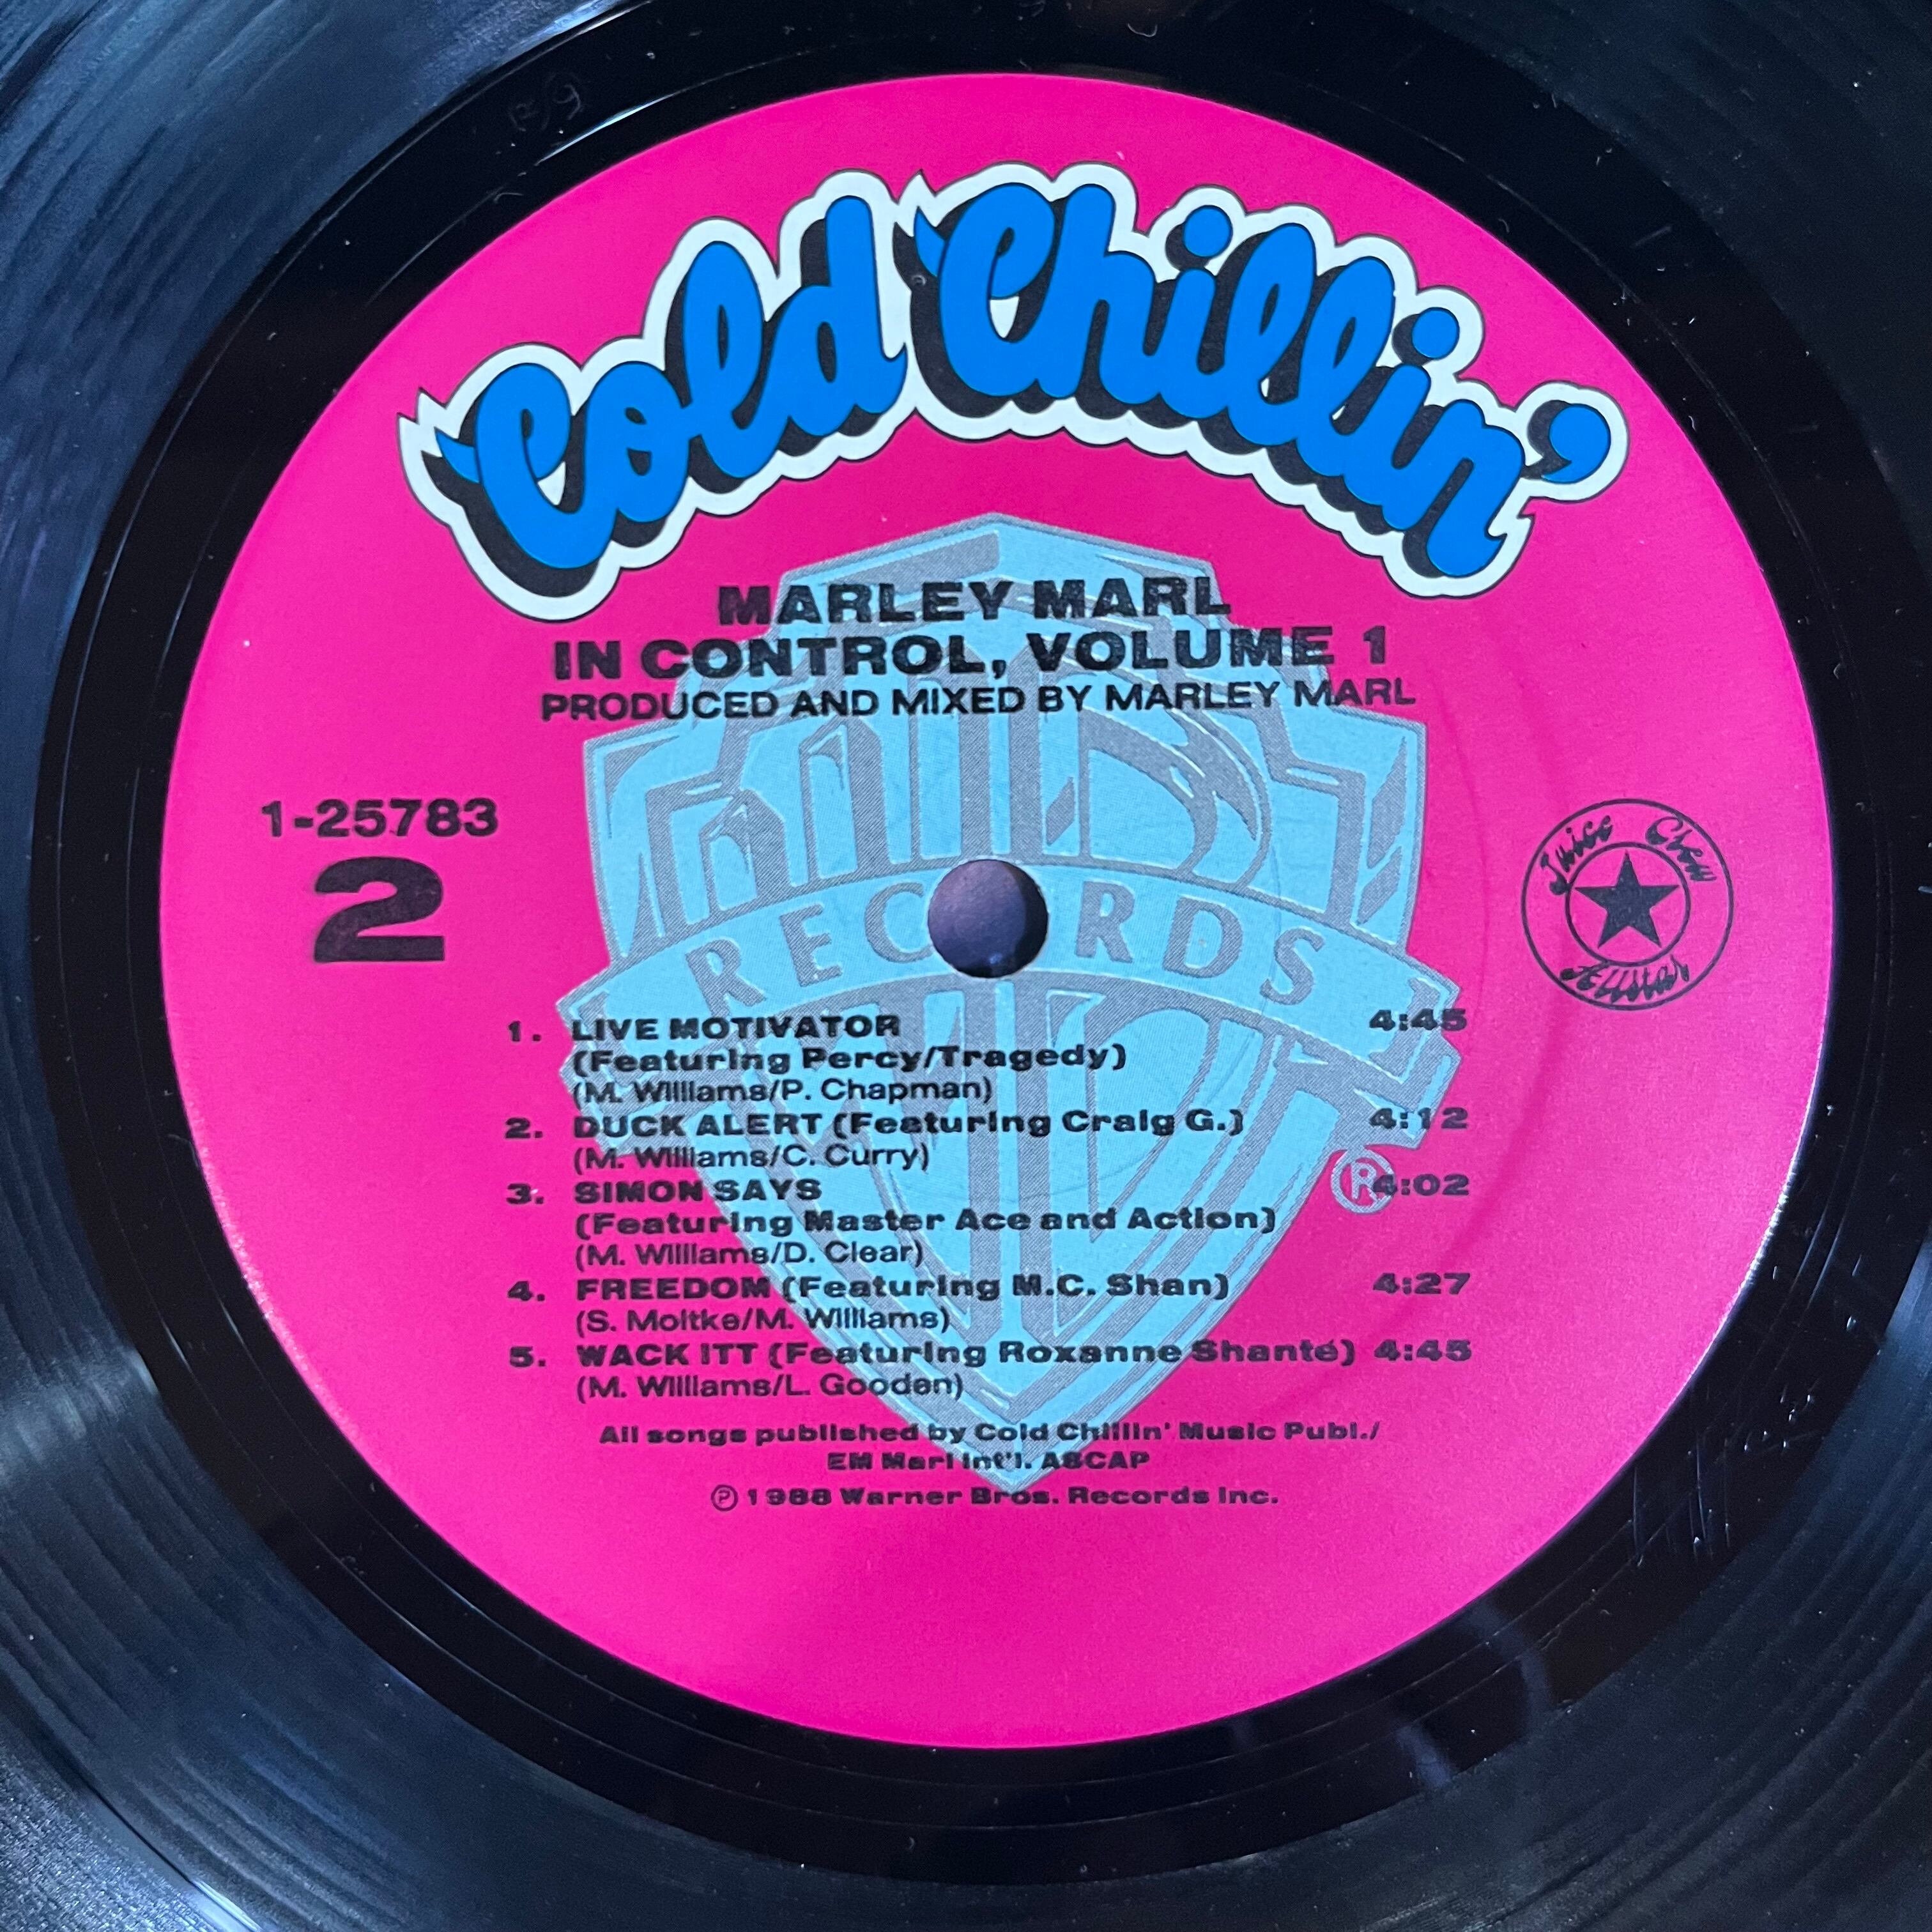 Cold Chillin'
MARLEY MARL
IN CONTROL, VOLUME 1
PRODUCED AND MIXED BY MARLEY MARL
1-25783
2
Juice Crew
Allstar
RECORDS
®
1. LIVE MOTIVATOR 4:45
(Featuring Percy/Tragedy)
(M. Williams/P. Chapman)
2. DUCK ALERT (Featuring Craig G.) 4:12
(M. Williams/C. Curry)
3. SIMON SAYS 4:02
(Featuring Master Ace and Action)
(M. Williams/D. Clear)
4. FREEDOM (Featuring M.C. Shan) 4:27
(S. Moltke/M. Williams)
5. WACK ITT (Featuring Roxanne Shanté) 4:45
(M. Williams/L. Gooden)
All songs published by Cold Chillin' Music Publ./
EM Marl Int'l. ASCAP
℗ 1988 Warner Bros. Records Inc.